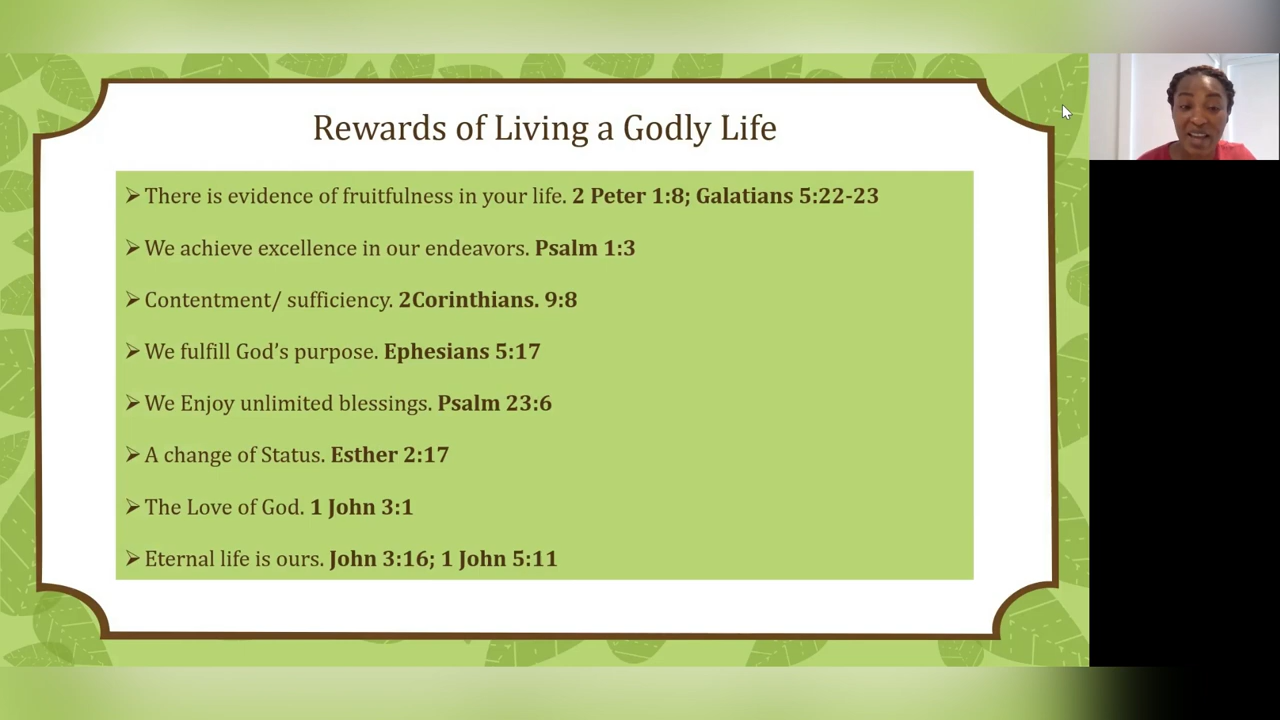 Rewards of Living a Godly Life
➢ There is evidence of fruitfulness in your life. 2 Peter 1:8; Galatians 5:22-23
➢ We achieve excellence in our endeavors. Psalm 1:3
➢ Contentment/ sufficiency. 2Corinthians. 9:8
➢ We fulfill God’s purpose. Ephesians 5:17
➢ We Enjoy unlimited blessings. Psalm 23:6
➢ A change of Status. Esther 2:17
➢ The Love of God. 1 John 3:1
➢ Eternal life is ours. John 3:16; 1 John 5:11